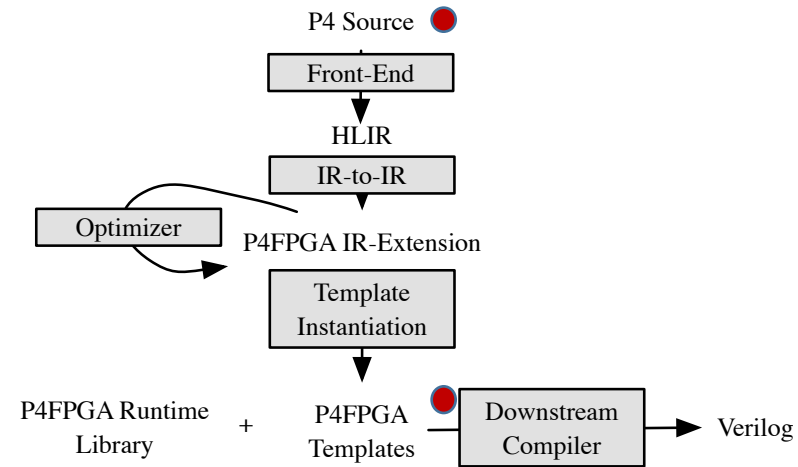 P4 Source
Front-End
HLIR
IR-to-IR
Optimizer
P4FPGA IR-Extension
Template
Instantiation
P4FPGA Runtime
Library
+
P4FPGA
Templates
Downstream
Compiler
Verilog